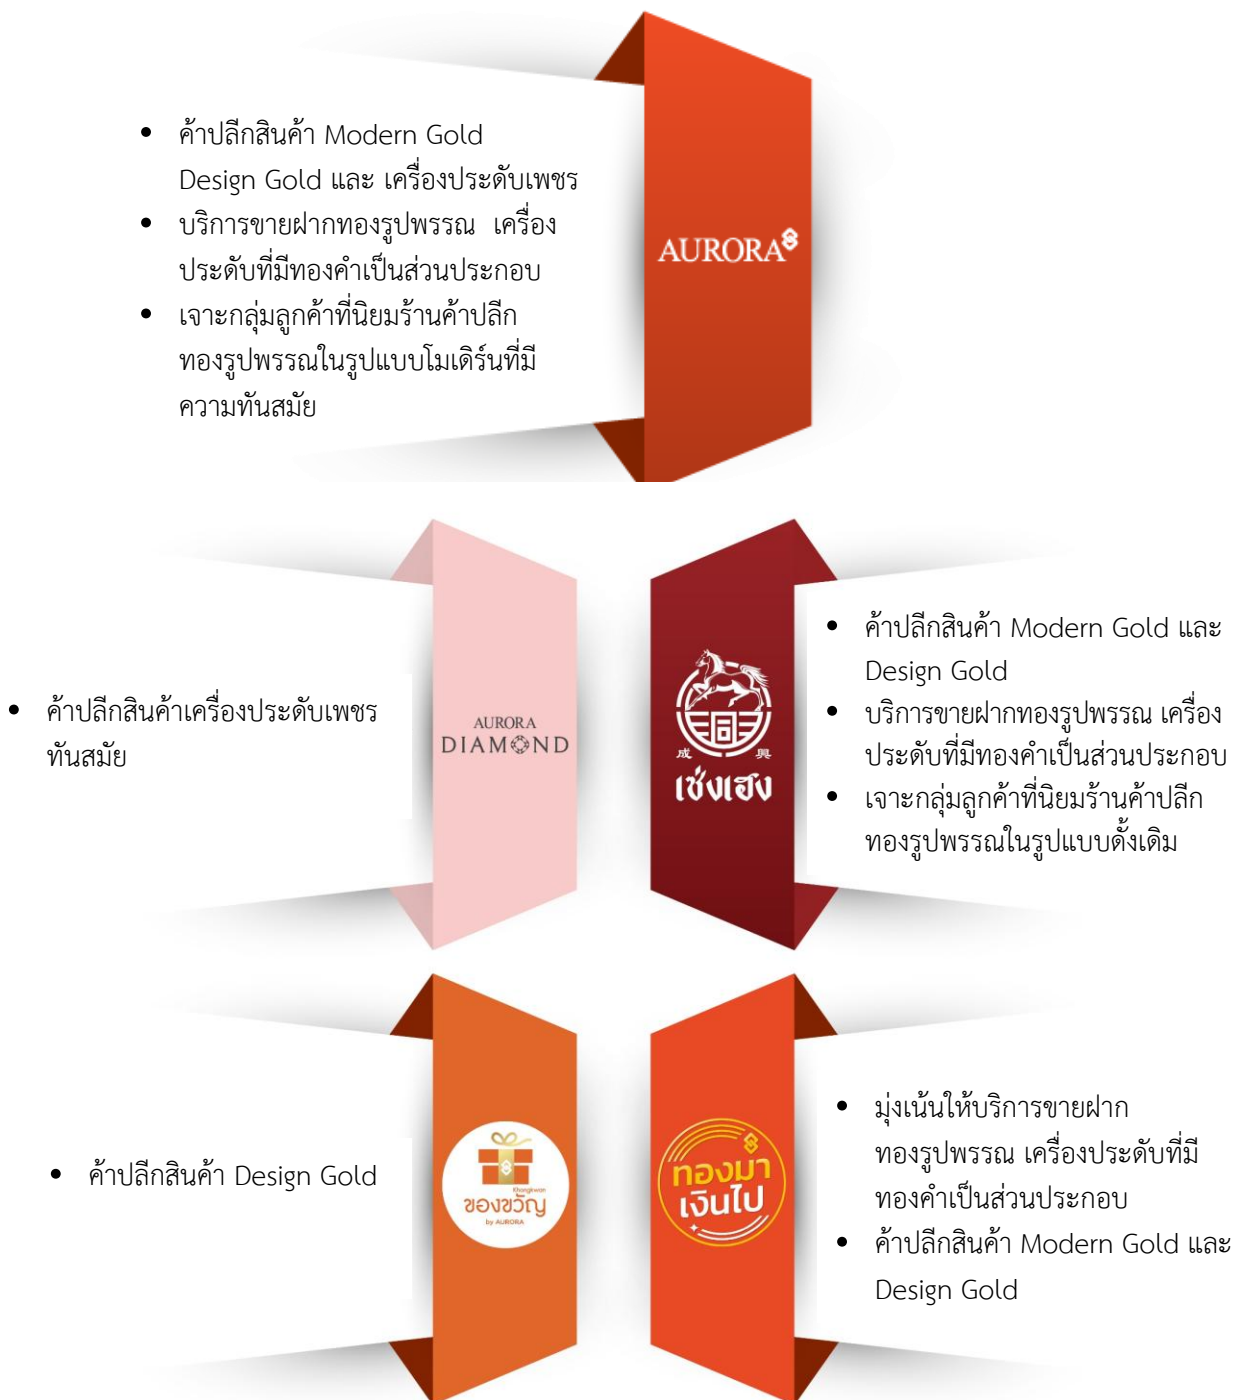 • ค้าปลีกสินค้า Modern Gold
Design Gold และ เครื่องประดับเพชร
• บริการขายฝากทองรูปพรรณ เครื่อง
ประดับที่มีทองคำเป็นส่วนประกอบ
• เจาะกลุ่มลูกค้าที่นิยมร้านค้าปลีก
ทองรูปพรรณในรูปแบบโมเดิร์นที่มี
ความทันสมัย
AURORA
• ค้าปลีกสินค้าเครื่องประดับเพชร
ทันสมัย
AURORA
DIAMOND
同
成 興
เซ่งเฮง
• ค้าปลีกสินค้า Modern Gold และ
Design Gold
• บริการขายฝากทองรูปพรรณ เครื่อง
ประดับที่มีทองคำเป็นส่วนประกอบ
• เจาะกลุ่มลูกค้าที่นิยมร้านค้าปลีก
ทองรูปพรรณในรูปแบบดั้งเดิม
• ค้าปลีกสินค้า Design Gold
Khongkwan
ของขวัญ
by AURORA
ทองมา
เงินไป
• มุ่งเน้นให้บริการขายฝาก
ทองรูปพรรณ เครื่องประดับที่มี
ทองคำเป็นส่วนประกอบ
• ค้าปลีกสินค้า Modern Gold และ
Design Gold